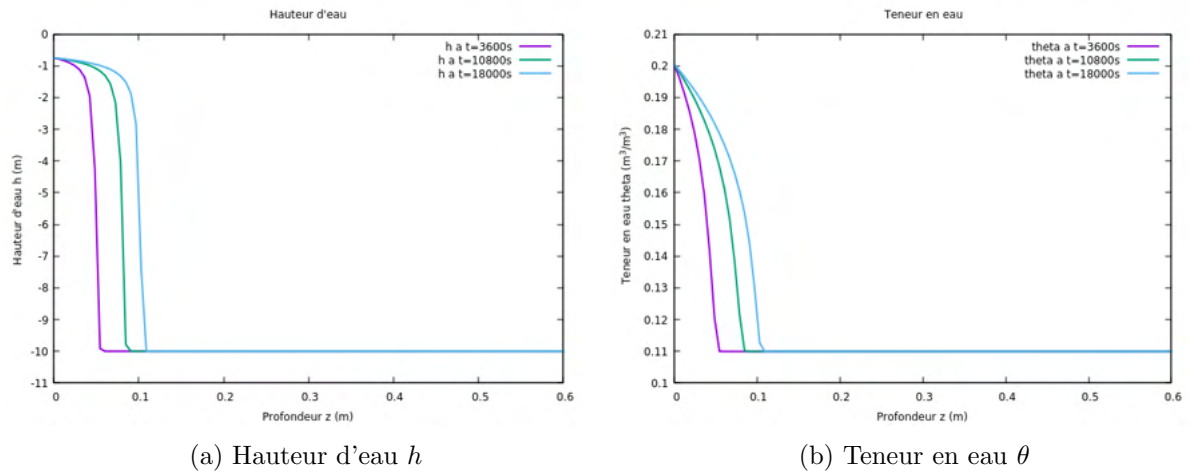 Hauteur d'eau
h a t=3600s
h a t=10800s
h a t=18000s
0
-1
-2
-3
-4
-5
-6
-7
-8
-9
-10
-11
Hauteur d'eau h (m)
0 0.1 0.2 0.3 0.4 0.5 0.6
Profondeur z (m)
(a) Hauteur d'eau h
Teneur en eau
theta a t=3600s
theta a t=10800s
theta a t=18000s
0.21
0.2
0.19
0.18
0.17
0.16
0.15
0.14
0.13
0.12
0.11
0.1
Teneur en eau theta (m³/m³)
0 0.1 0.2 0.3 0.4 0.5 0.6
Profondeur z (m)
(b) Teneur en eau θ